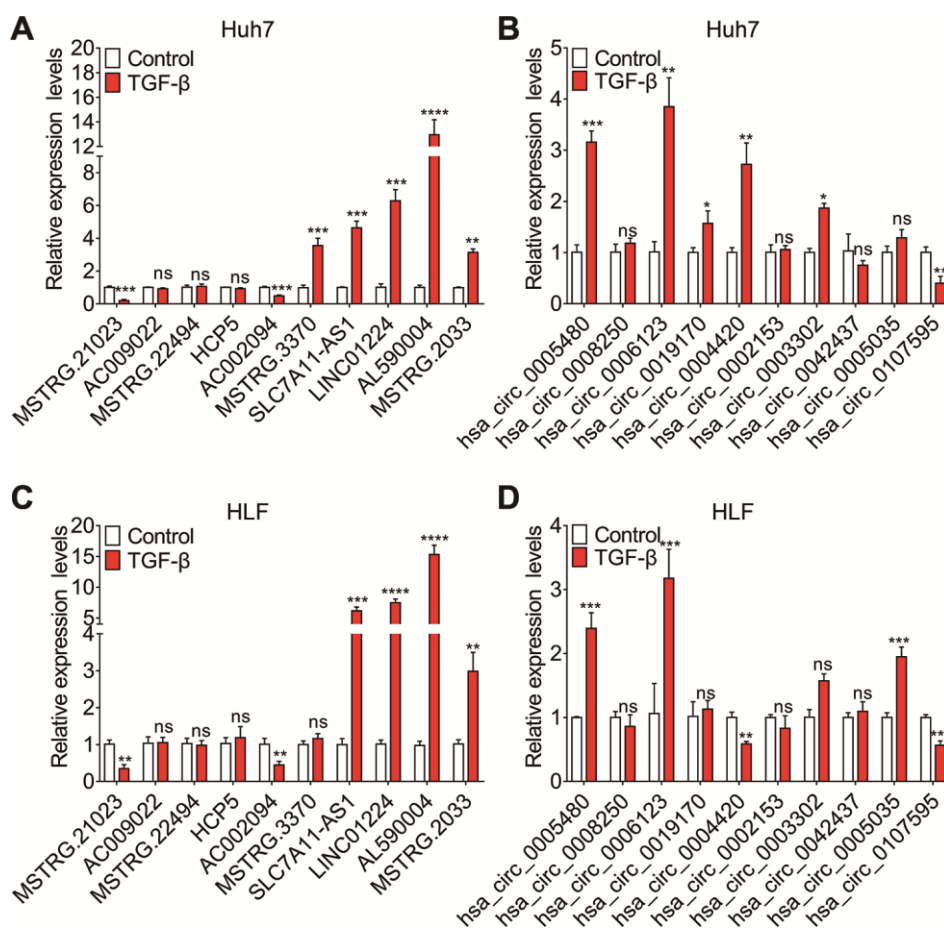 A
Huh7
Relative expression levels
20
18
16
14
12
8
6
4
2
0
Control
TGF-β
***
ns
ns
ns
***
***
***
***
****
**
MSTRG.21023
AC009022
MSTRG.22494
HCP5
AC002094
MSTRG.3370
SLC7A11-AS1
LINC01224
AL590004
MSTRG.2033
B
Huh7
Relative expression levels
5
4
3
2
1
0
Control
TGF-β
***
ns
**
*
**
ns
*
ns
ns
**
hsa_circ_0005480
hsa_circ_0008250
hsa_circ_0006123
hsa_circ_0019170
hsa_circ_0004420
hsa_circ_0002153
hsa_circ_0003302
hsa_circ_0042437
hsa_circ_0005035
hsa_circ_0107595
C
HLF
Relative expression levels
20
15
10
5
4
3
2
1
0
Control
TGF-β
**
ns
ns
ns
**
ns
***
****
****
**
MSTRG.21023
AC009022
MSTRG.22494
HCP5
AC002094
MSTRG.3370
SLC7A11-AS1
LINC01224
AL590004
MSTRG.2033
D
HLF
Relative expression levels
4
3
2
1
0
Control
TGF-β
***
ns
***
ns
**
ns
ns
ns
***
**
hsa_circ_0005480
hsa_circ_0008250
hsa_circ_0006123
hsa_circ_0019170
hsa_circ_0004420
hsa_circ_0002153
hsa_circ_0003302
hsa_circ_0042437
hsa_circ_0005035
hsa_circ_0107595